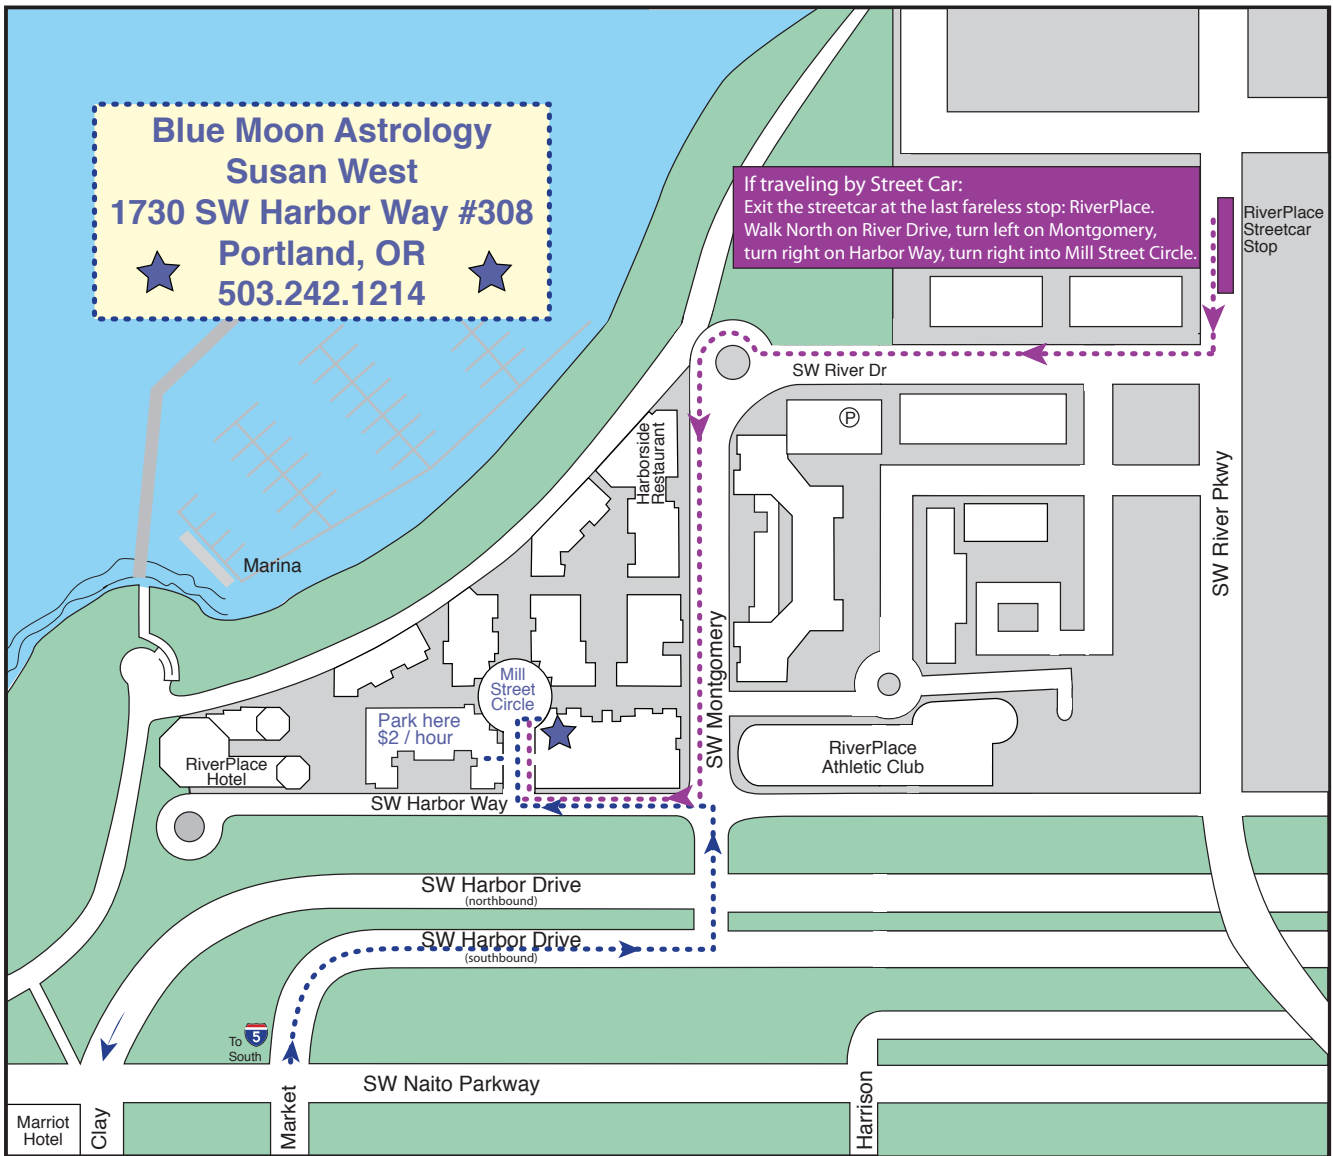 Blue Moon Astrology
Susan West
1730 SW Harbor Way #308
Portland, OR
503.242.1214
If traveling by Street Car:
Exit the streetcar at the last fareless stop: RiverPlace.
Walk North on River Drive, turn left on Montgomery,
turn right on Harbor Way, turn right into Mill Street Circle.
RiverPlace
Streetcar
Stop
SW River Dr
P
Harborside
Restaurant
SW River Pkwy
Marina
SW Montgomery
Mill
Street
Circle
Park here
$2 / hour
RiverPlace
Hotel
RiverPlace
Athletic Club
SW Harbor Way
SW Harbor Drive
(northbound)
SW Harbor Drive
(southbound)
To
5
South
SW Naito Parkway
Marriot
Hotel
Clay
Market
Harrison